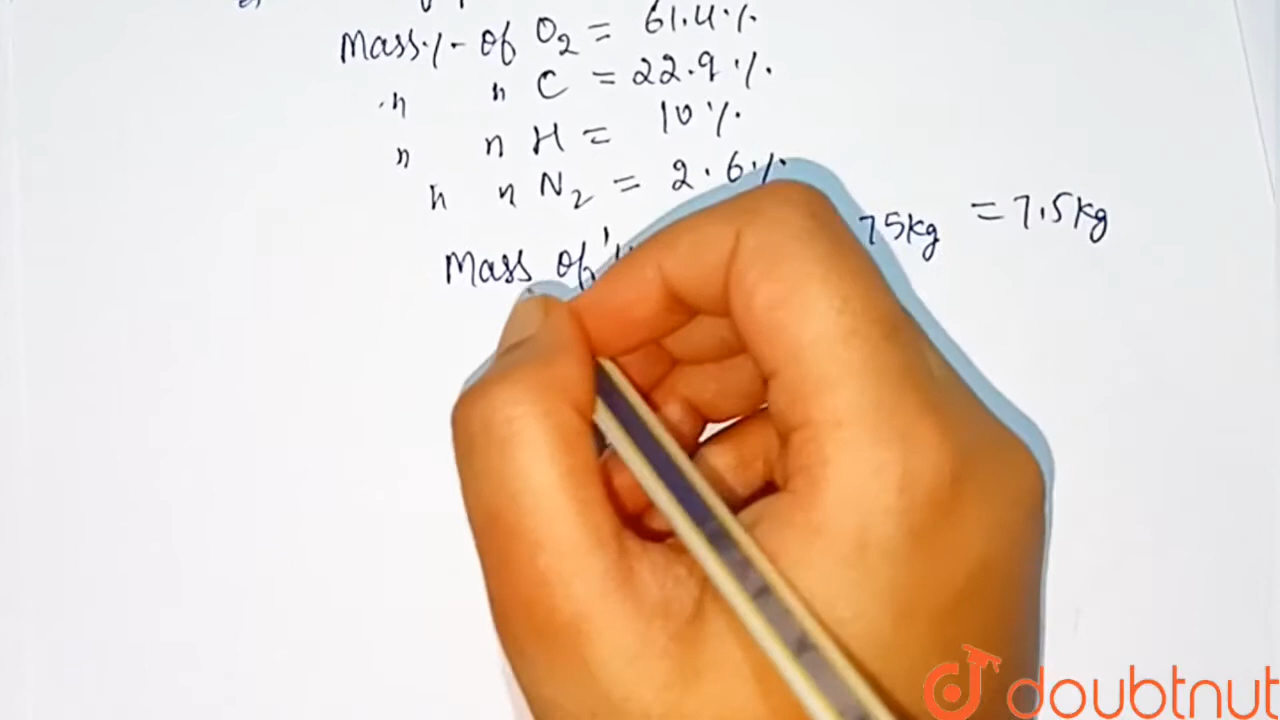 Mass·/· of O₂ = 61.4·/·
〃 〃 C = 22.9·/·
〃 〃 H = 10·/·
〃 〃 N₂ = 2.6·/·
Mass of 75kg = 7.5kg
doubtnut